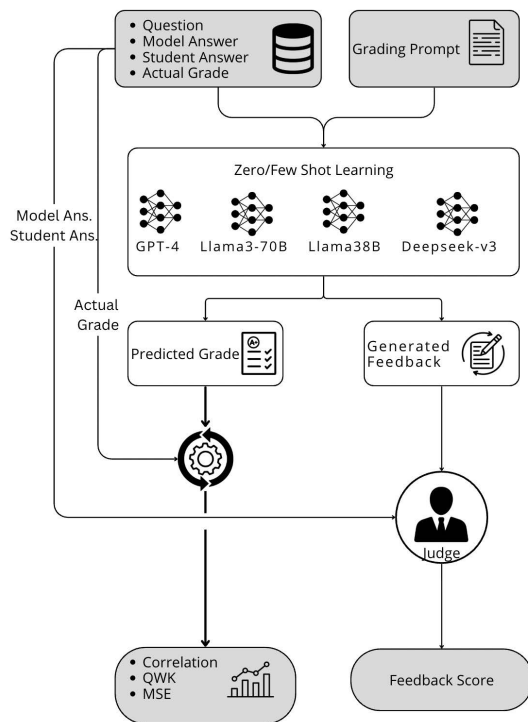 Question
Model Answer
Student Answer
Actual Grade
Grading Prompt
Zero/Few Shot Learning
GPT-4
Llama3-70B
Llama38B
Deepseek-v3
Model Ans.
Student Ans.
Actual
Grade
Predicted Grade
A+
Generated
Feedback
Judge
Correlation
QWK
MSE
Feedback Score